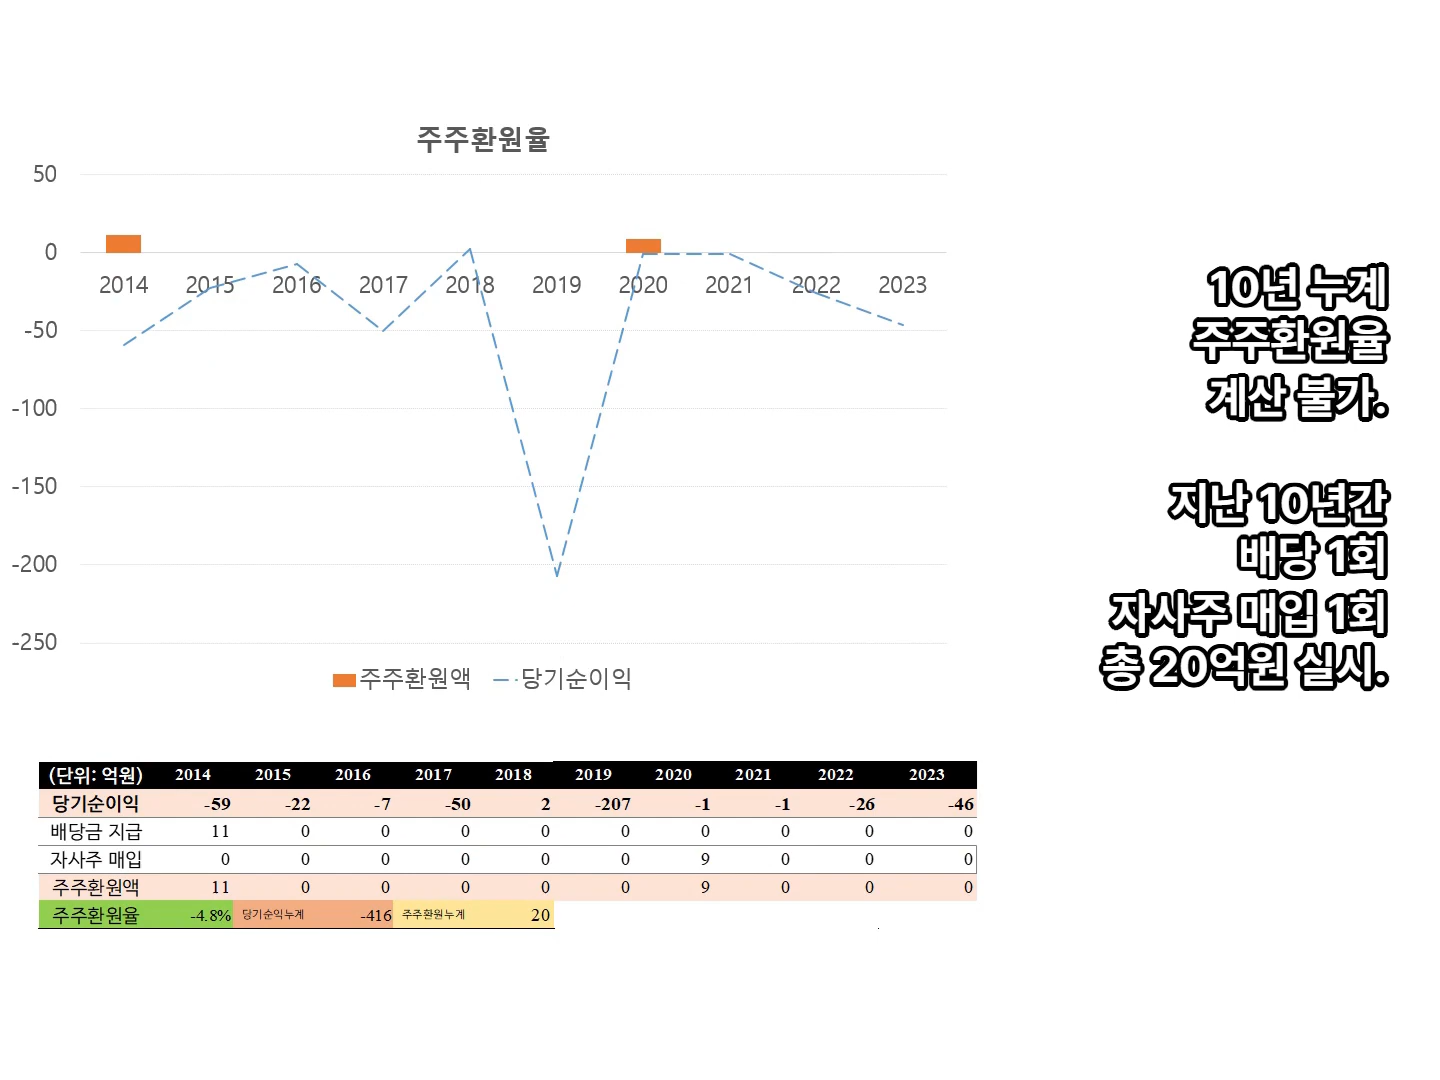 주주환원율
50
0
-50
-100
-150
-200
-250
2014 2015 2016 2017 2018 2019 2020 2021 2022 2023
주주환원액 당기순이익
10년 누계
주주환원율
계산 불가.
지난 10년간
배당 1회
자사주 매입 1회
총 20억원 실시.
(단위: 억원) 2014 2015 2016 2017 2018 2019 2020 2021 2022 2023
당기순이익 -59 -22 -7 -50 2 -207 -1 -1 -26 -46
배당금 지급 11 0 0 0 0 0 0 0 0 0
자사주 매입 0 0 0 0 0 0 9 0 0 0
주주환원액 11 0 0 0 0 0 9 0 0 0
주주환원율 -4.8% 당기순익누계 -416 주주환원누계 20